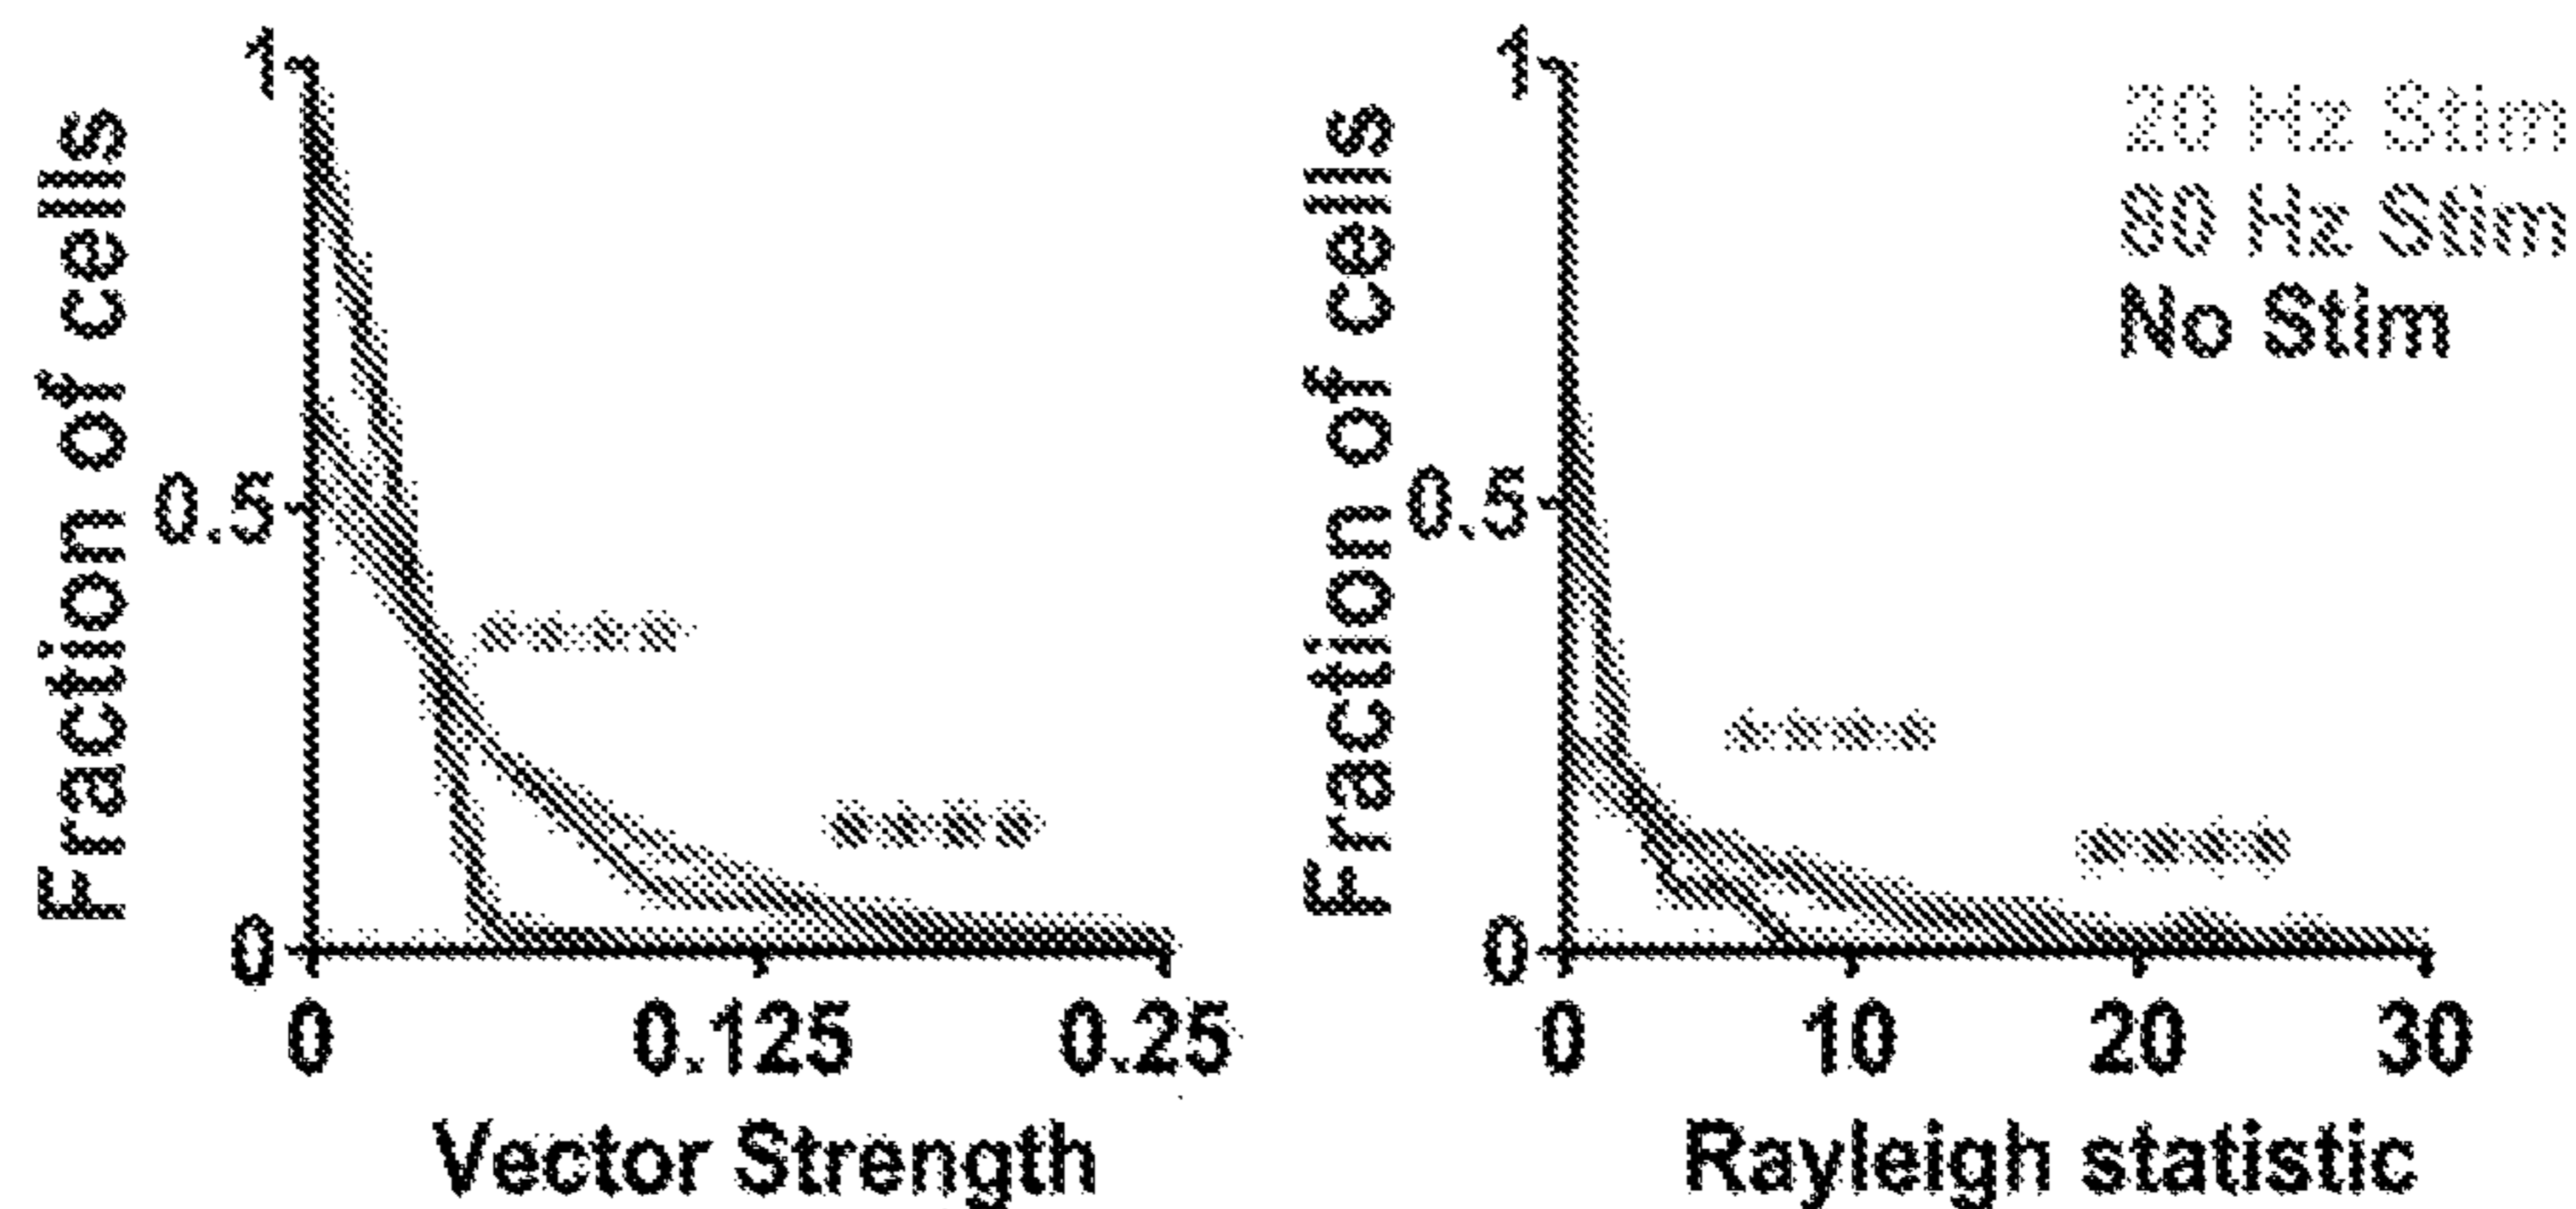 1
0.5
0
Fraction of cells
0 0.125 0.25
Vector Strength
****
****
1
0.5
0
Fraction of cells
0 10 20 30
Rayleigh statistic
****
****
20 Hz Stim
80 Hz Stim
No Stim